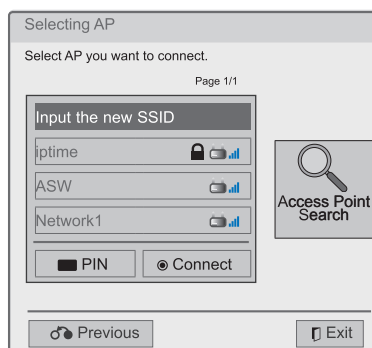 Selecting AP
Select AP you want to connect.
Page 1/1
Input the new SSID
iptime
ASW
Network1
PIN
Connect
Access Point
Search
Previous
Exit